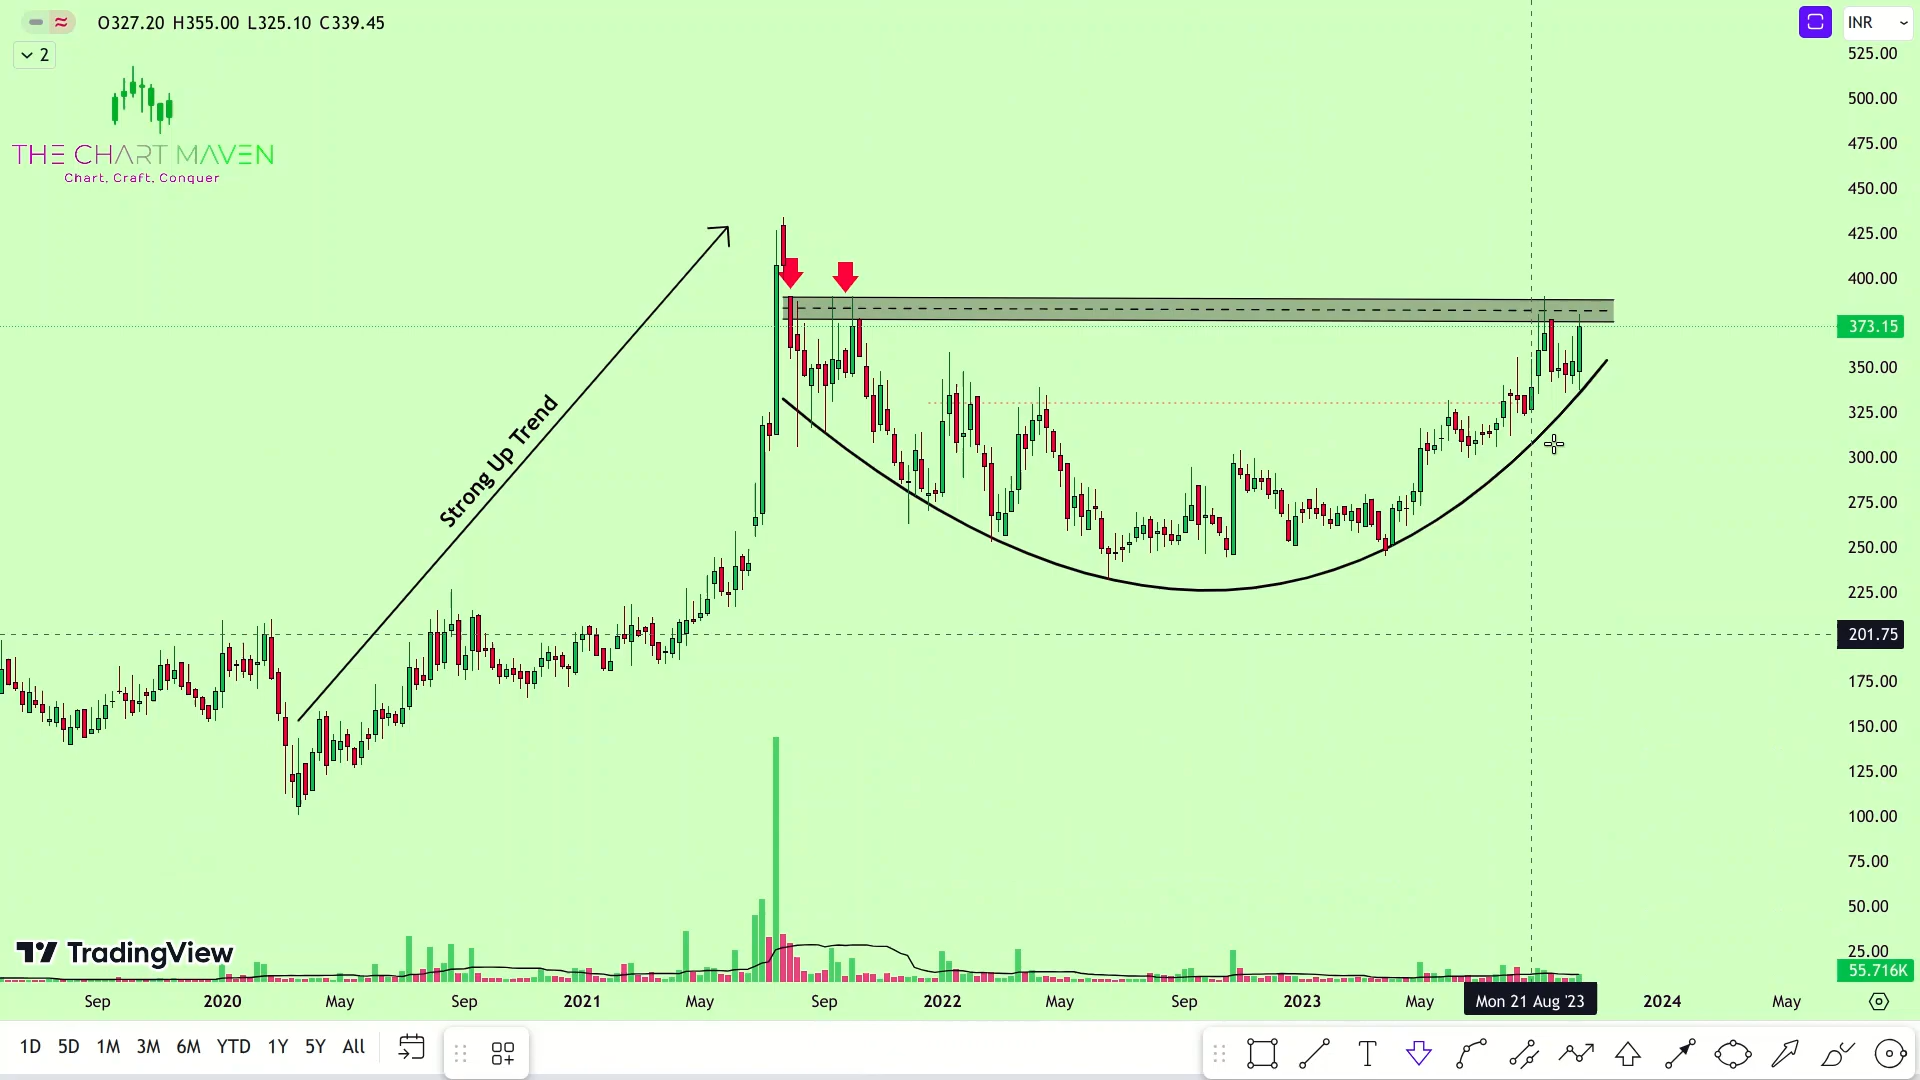 O327.20 H355.00 L325.10 C339.45
INR
2
THE CHART MAVEN
Chart, Craft, Conquer
Strong Up Trend
525.00
500.00
475.00
450.00
425.00
400.00
373.15
350.00
325.00
300.00
275.00
250.00
225.00
201.75
175.00
150.00
125.00
100.00
75.00
50.00
25.00
55.716K
TradingView
Sep 2020 May Sep 2021 May Sep 2022 May Sep 2023 May Mon 21 Aug '23 2024 May
1D 5D 1M 3M 6M YTD 1Y 5Y All